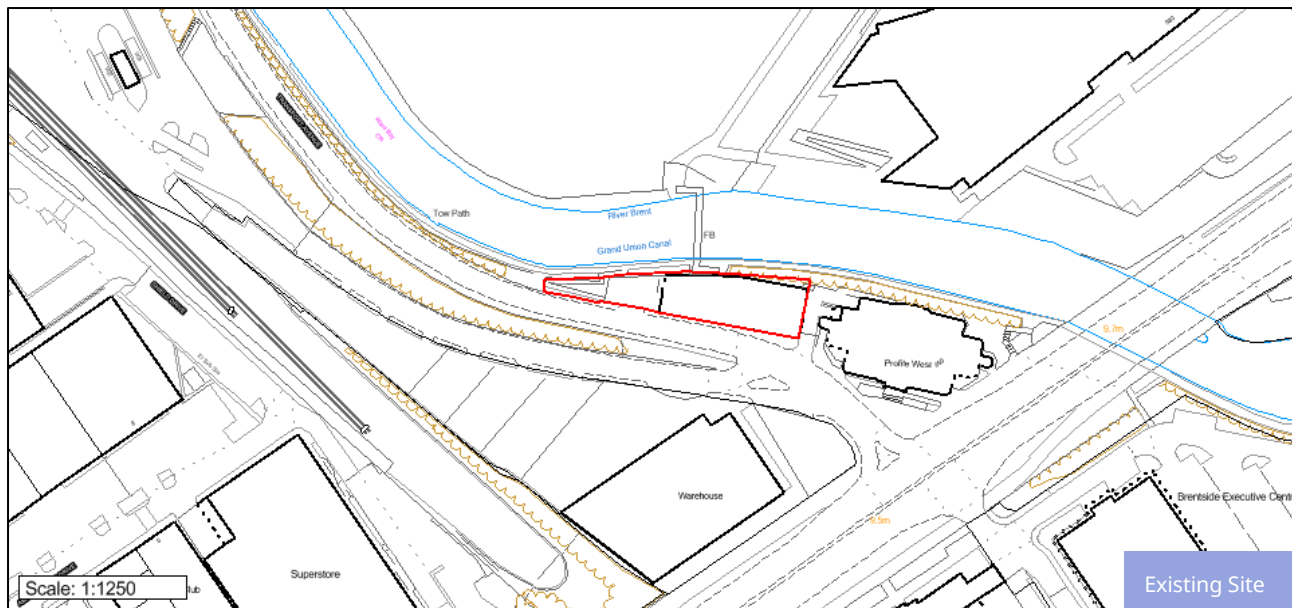 Tow Path
River Brent
FB
Grand Union Canal
9.7m
Profile West
Warehouse
Brentside Executive Cent
9.5m
Superstore
Scale: 1:1250
Existing Site